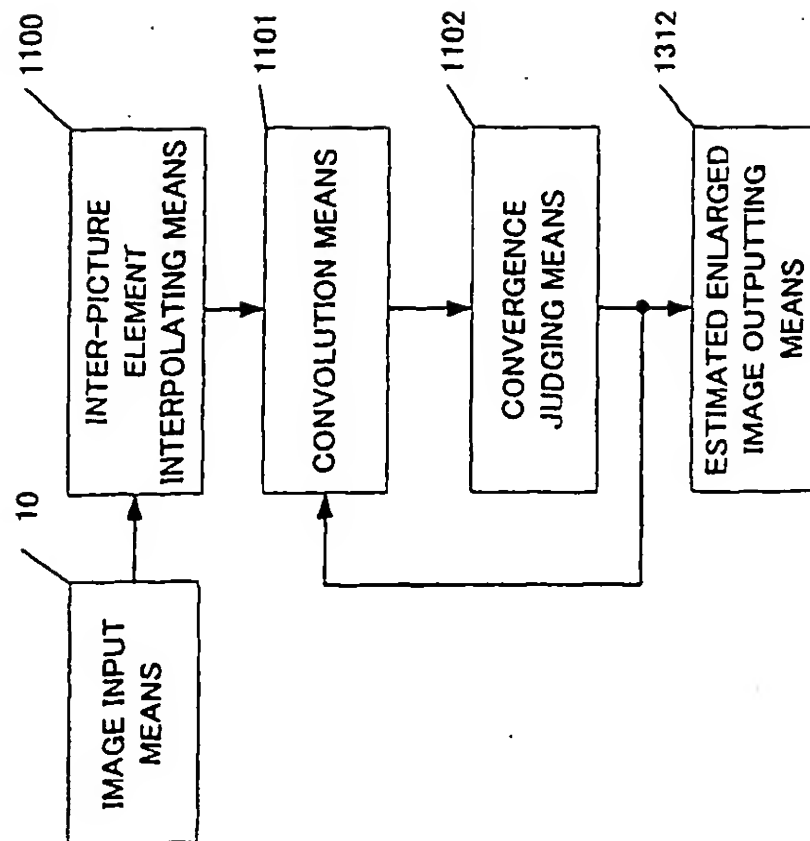 10
IMAGE INPUT
MEANS
1100
INTER-PICTURE
ELEMENT
INTERPOLATING MEANS
1101
CONVOLUTION MEANS
1102
CONVERGENCE
JUDGING MEANS
1312
ESTIMATED ENLARGED
IMAGE OUTPUTTING
MEANS